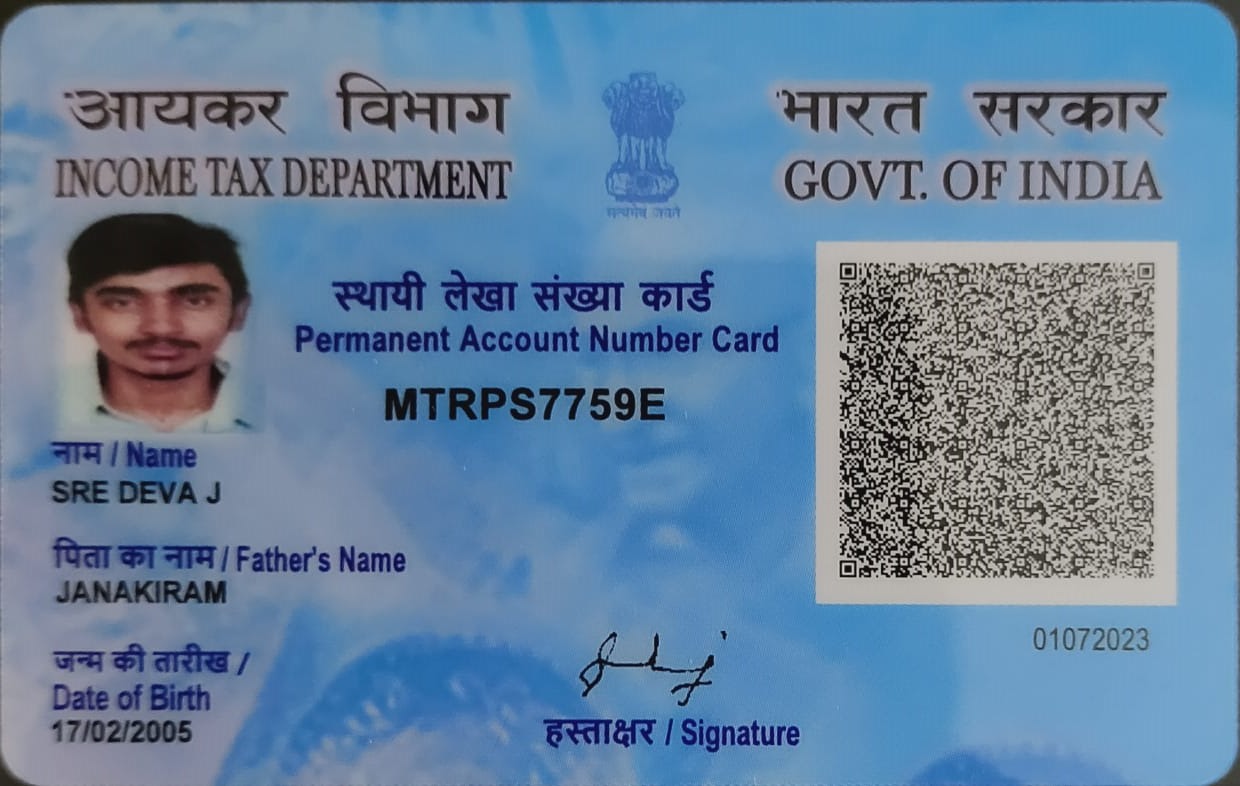 आयकर विभाग
INCOME TAX DEPARTMENT
सत्यमेव जयते
भारत सरकार
GOVT. OF INDIA
स्थायी लेखा संख्या कार्ड
Permanent Account Number Card
MTRPS7759E
नाम / Name
SRE DEVA J
पिता का नाम / Father's Name
JANAKIRAM
जन्म की तारीख /
Date of Birth
17/02/2005
हस्ताक्षर / Signature
01072023